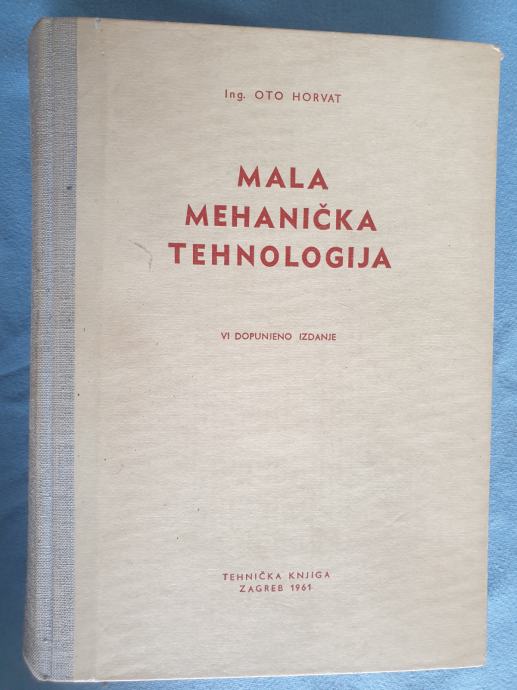 Ing. OTO HORVAT
MALA
MEHANIČKA
TEHNOLOGIJA
VI DOPUNJENO IZDANJE
TEHNIČKA KNJIGA
ZAGREB 1961